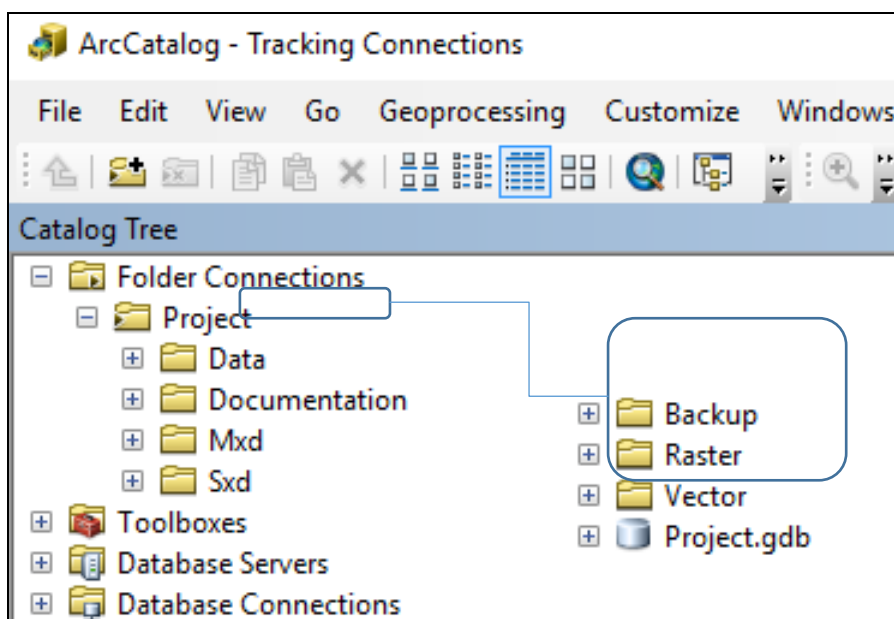 ArcCatalog - Tracking Connections
File Edit View Go Geoprocessing Customize Windows
Catalog Tree
Folder Connections
Project
Data
Documentation
Mxd
Sxd
Toolboxes
Database Servers
Database Connections
Backup
Raster
Vector
Project.gdb